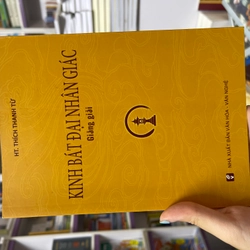 HT. THÍCH THANH TỪ
KINH BÁT ĐẠI NHÂN GIÁC
Giảng giải
NHÀ XUẤT BẢN VĂN HÓA - VĂN NGHỆ